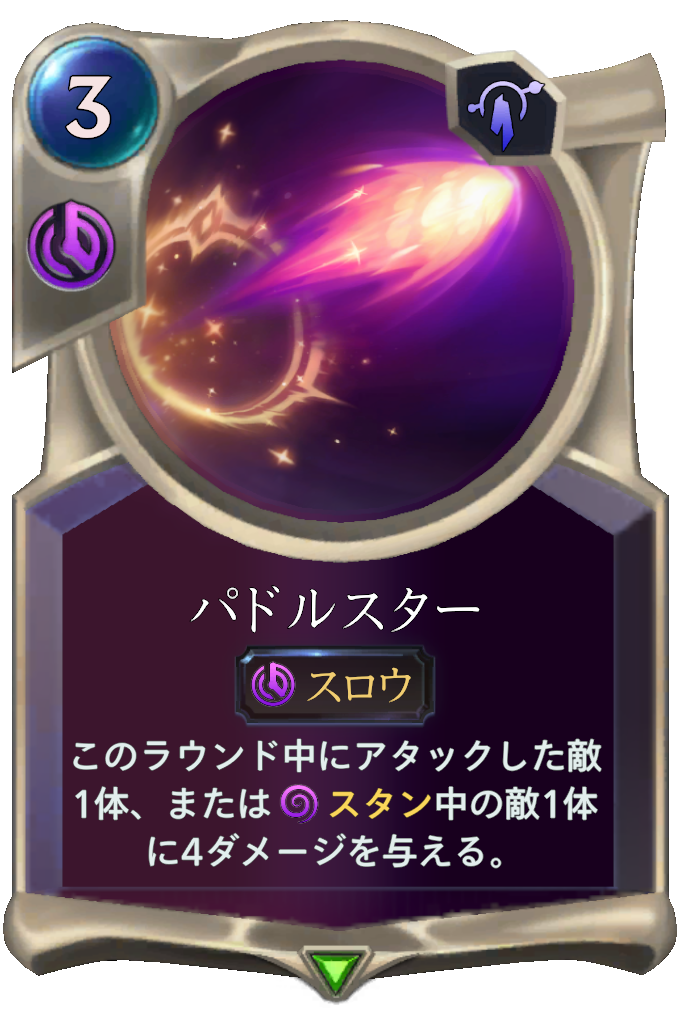 3
パドルスター
スロウ
このラウンド中にアタックした敵
1体、または スタン中の敵1体
に4ダメージを与える。